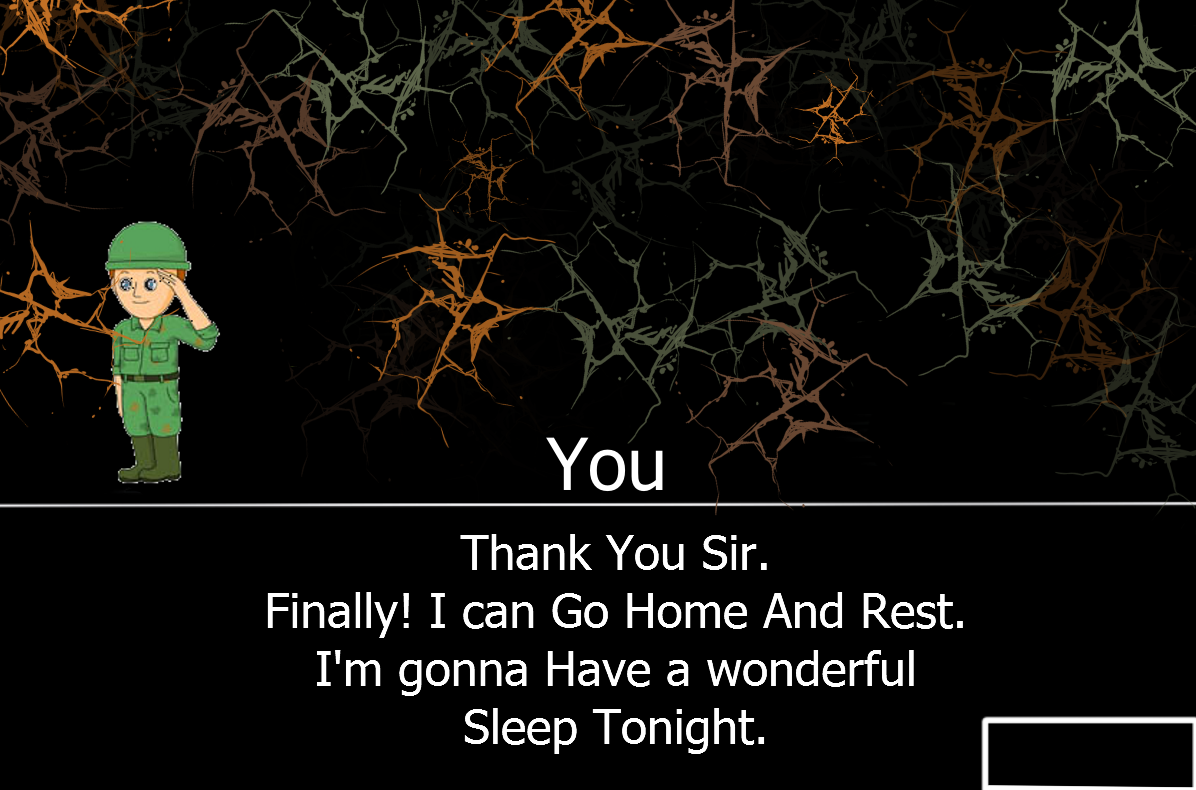 You
Thank You Sir.
Finally! I can Go Home And Rest.
I'm gonna Have a wonderful
Sleep Tonight.